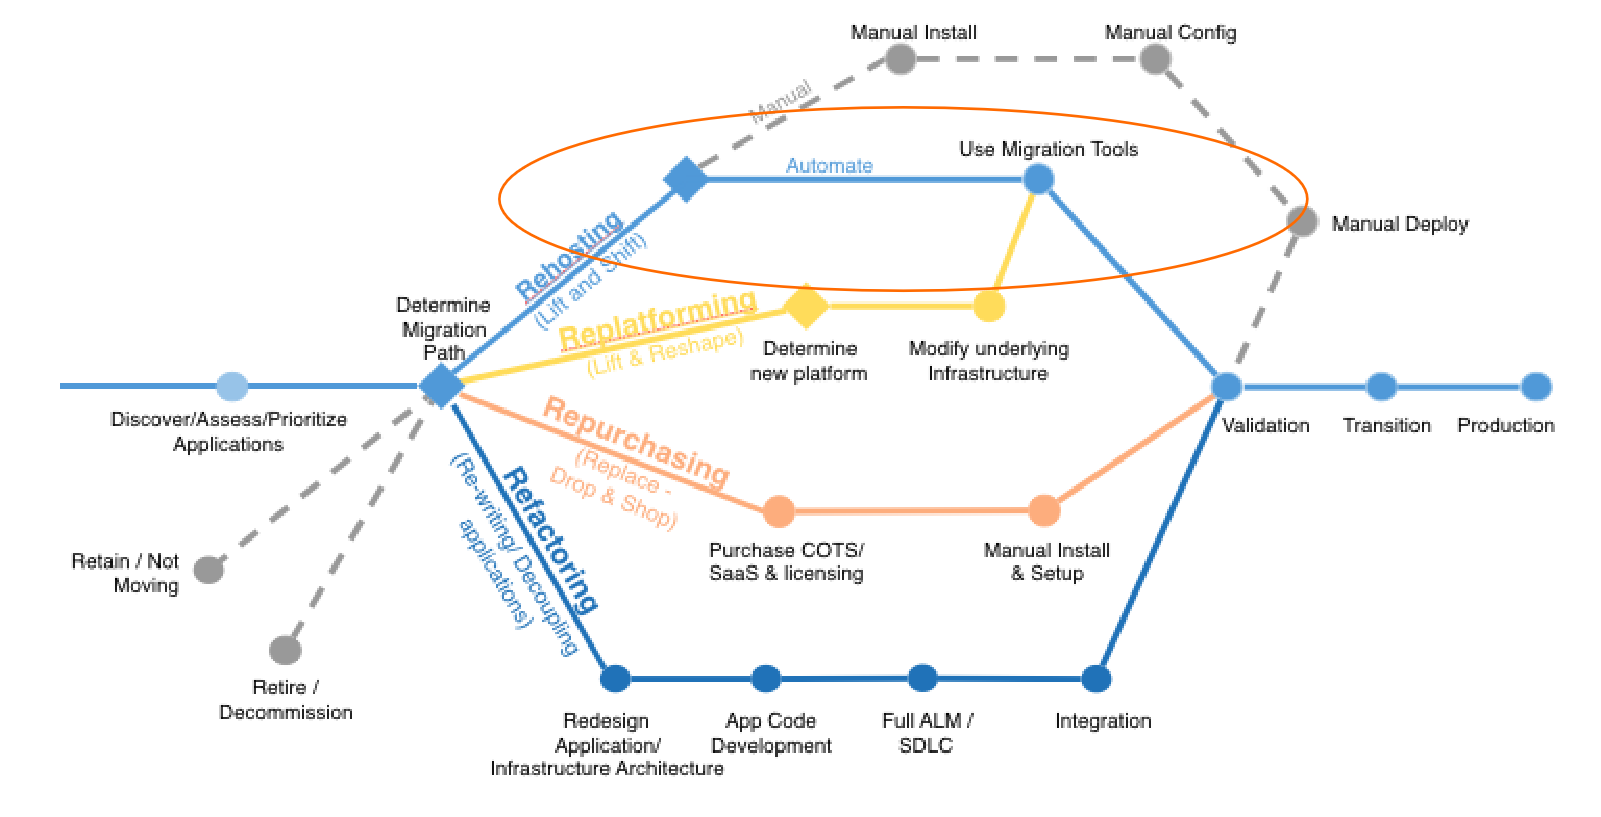 Manual Install
Manual Config
Manual
Use Migration Tools
Automate
Manual Deploy
Rehosting
(Lift and Shift)
Determine
Migration
Path
Replatforming
(Lift & Reshape)
Determine
new platform
Modify underlying
Infrastructure
Discover/Assess/Prioritize
Applications
Validation
Transition
Production
Repurchasing
(Replace -
Drop & Shop)
Refactoring
(Re-writing/ Decoupling
applications)
Retain / Not
Moving
Purchase COTS/
SaaS & licensing
Manual Install
& Setup
Retire /
Decommission
Redesign
Application/
Infrastructure Architecture
App Code
Development
Full ALM /
SDLC
Integration